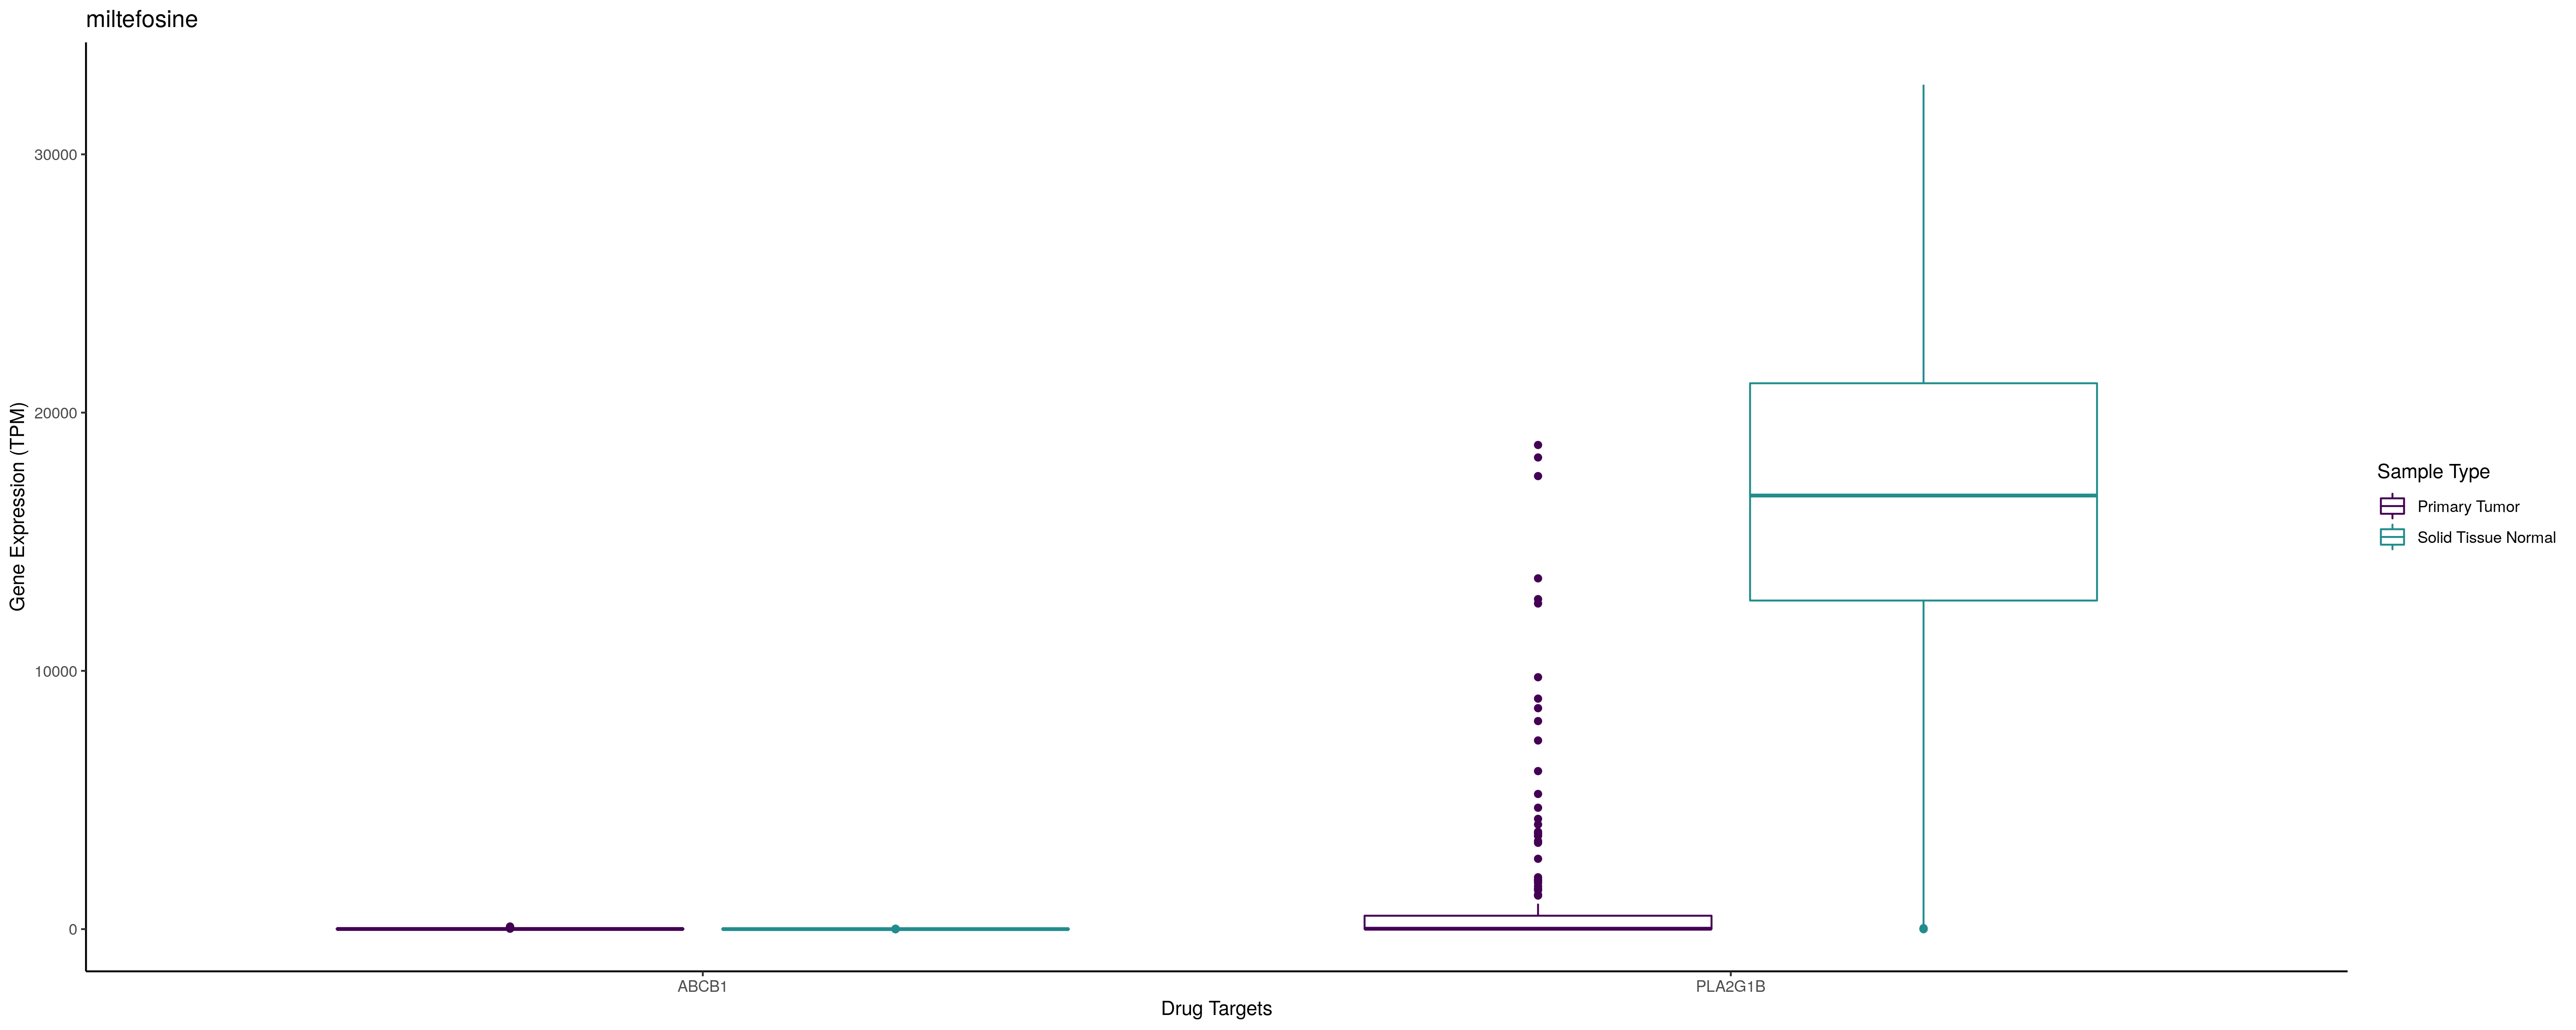 miltefosine
Gene Expression (TPM)
30000
20000
10000
0
ABCB1
PLA2G1B
Drug Targets
Sample Type
Primary Tumor
Solid Tissue Normal